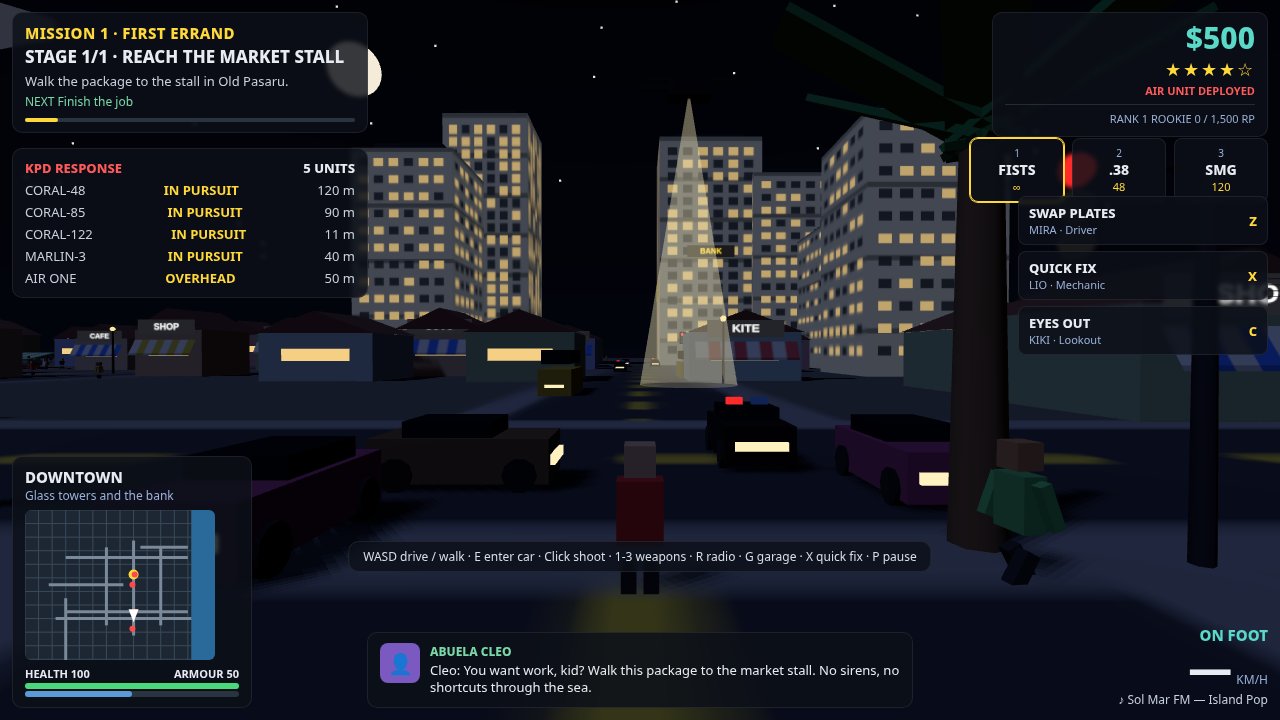 MISSION 1 · FIRST ERRAND
STAGE 1/1 · REACH THE MARKET STALL
Walk the package to the stall in Old Pasaru.
NEXT Finish the job
KPD RESPONSE 5 UNITS
CORAL-48 IN PURSUIT 120 m
CORAL-85 IN PURSUIT 90 m
CORAL-122 IN PURSUIT 11 m
MARLIN-3 IN PURSUIT 40 m
AIR ONE OVERHEAD 50 m
$500
★★★★☆
AIR UNIT DEPLOYED
RANK 1 ROOKIE 0 / 1,500 RP
1 2 3
FISTS .38 SMG
∞ 48 120
SWAP PLATES Z
MIRA · Driver
QUICK FIX X
LIO · Mechanic
EYES OUT C
KIKI · Lookout
BANK
CAFE
SHOP
KITE
DOWNTOWN
Glass towers and the bank
HEALTH 100 ARMOUR 50
WASD drive / walk · E enter car · Click shoot · 1-3 weapons · R radio · G garage · X quick fix · P pause
ABUELA CLEO
Cleo: You want work, kid? Walk this package to the market stall. No sirens, no
shortcuts through the sea.
ON FOOT
— KM/H
♪ Sol Mar FM — Island Pop